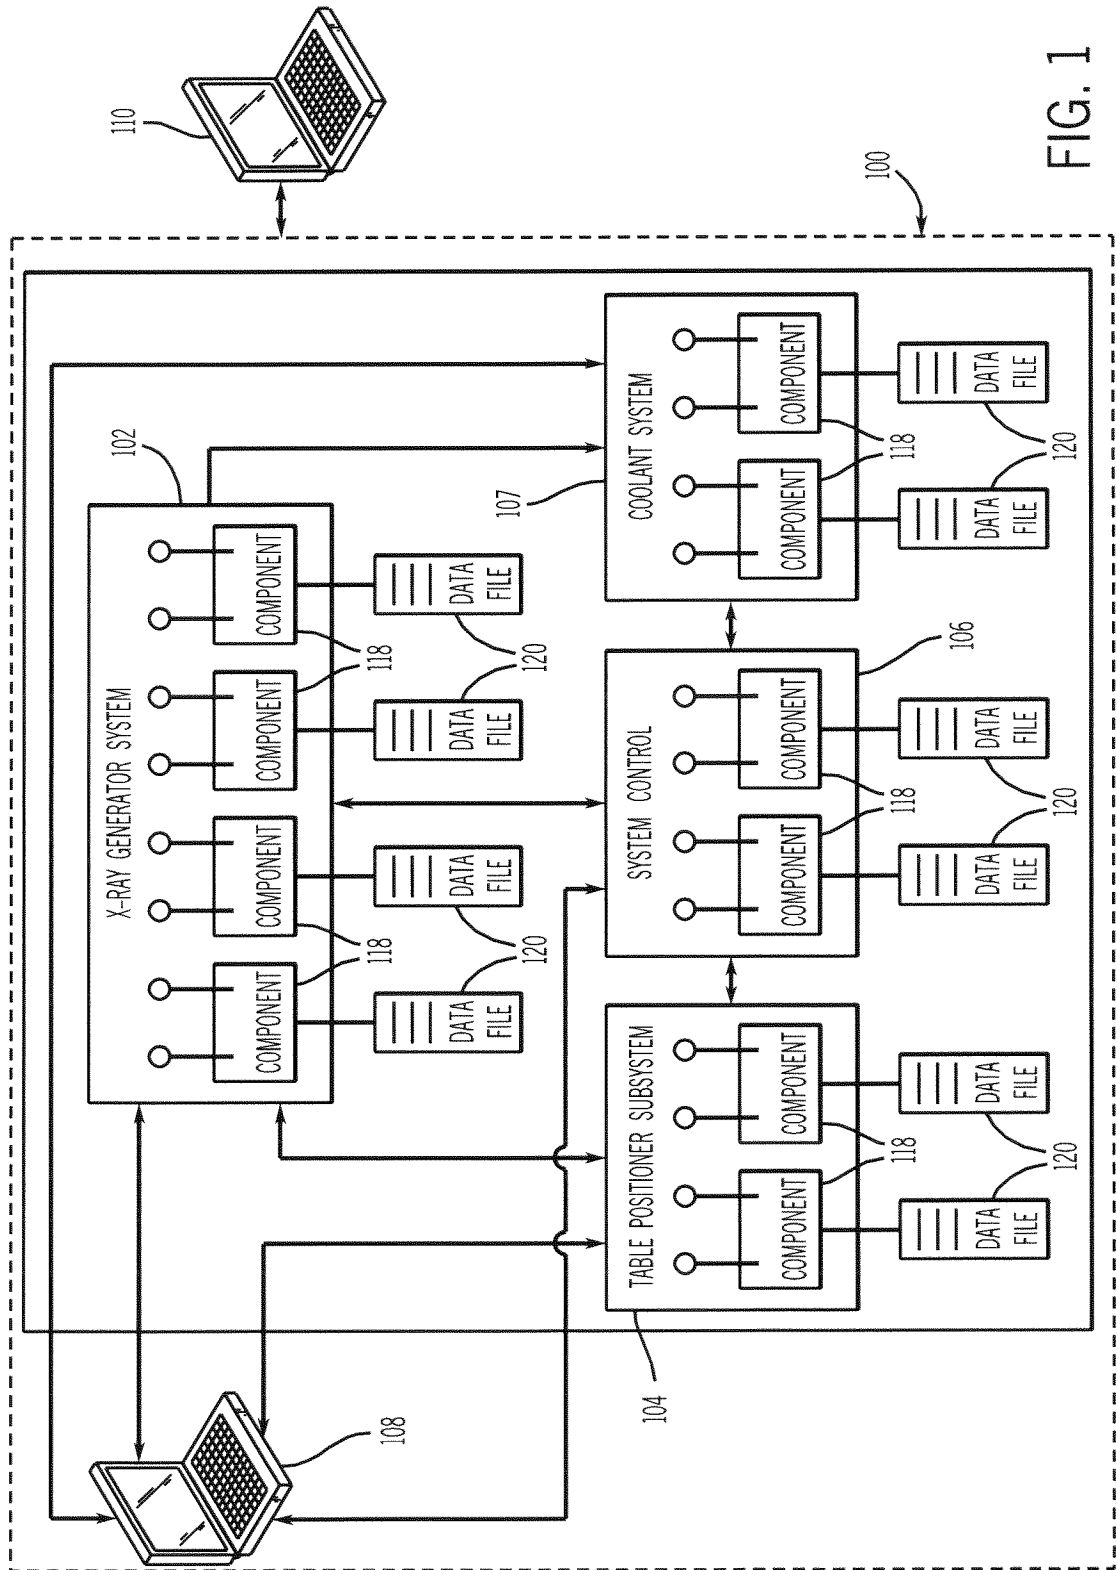 110
102
X-RAY GENERATOR SYSTEM
COMPONENT
COMPONENT
COMPONENT
COMPONENT
118
118
108
DATA
FILE
DATA
FILE
DATA
FILE
DATA
FILE
120
120
107
104
TABLE POSITIONER SUBSYSTEM
SYSTEM CONTROL
COOLANT SYSTEM
COMPONENT
COMPONENT
COMPONENT
COMPONENT
COMPONENT
COMPONENT
118
118
118
100
106
DATA
FILE
DATA
FILE
DATA
FILE
DATA
FILE
DATA
FILE
DATA
FILE
120
120
120
FIG. 1